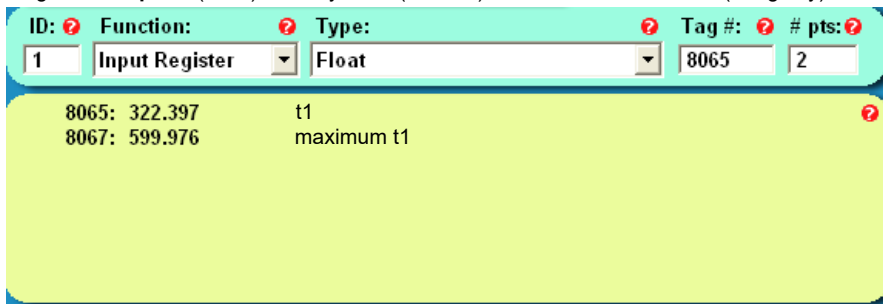 ID: Function: Type: Tag #: # pts:
1 Input Register Float 8065 2
8065: 322.397 t1
8067: 599.976 maximum t1